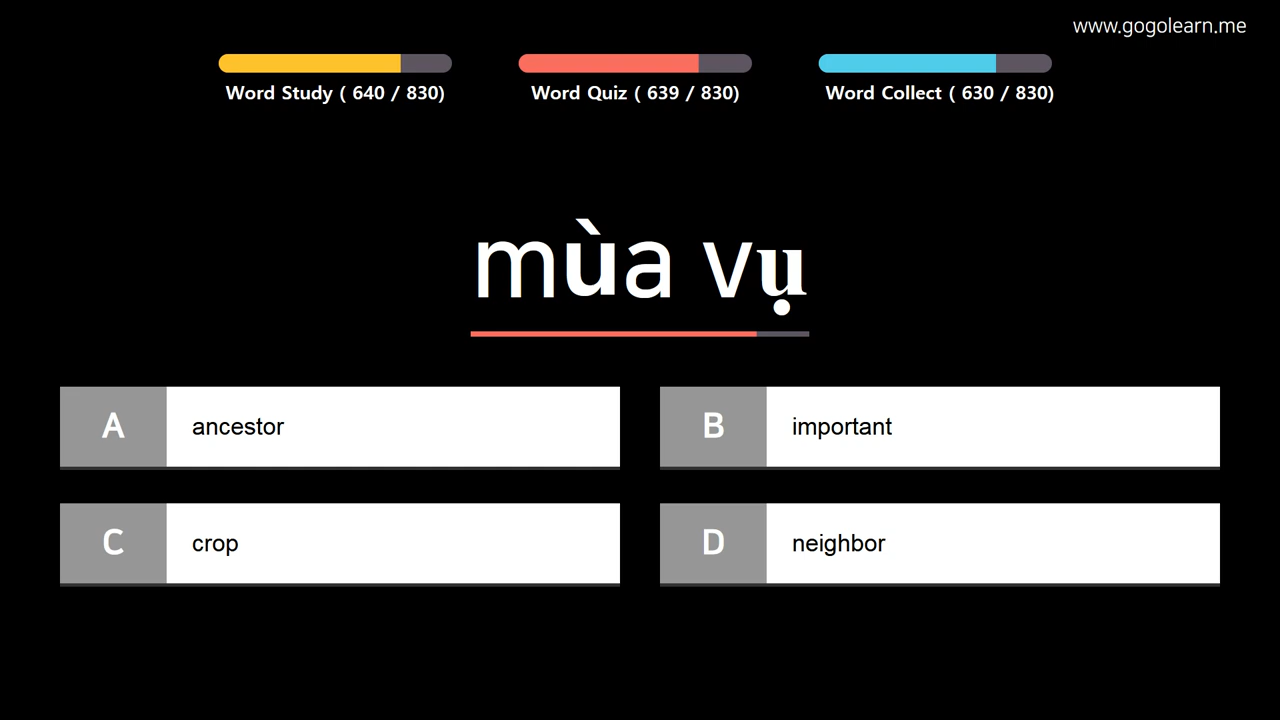 www.gogolearn.me
Word Study ( 640 / 830)
Word Quiz ( 639 / 830)
Word Collect ( 630 / 830)
mùa vụ
A ancestor
B important
C crop
D neighbor